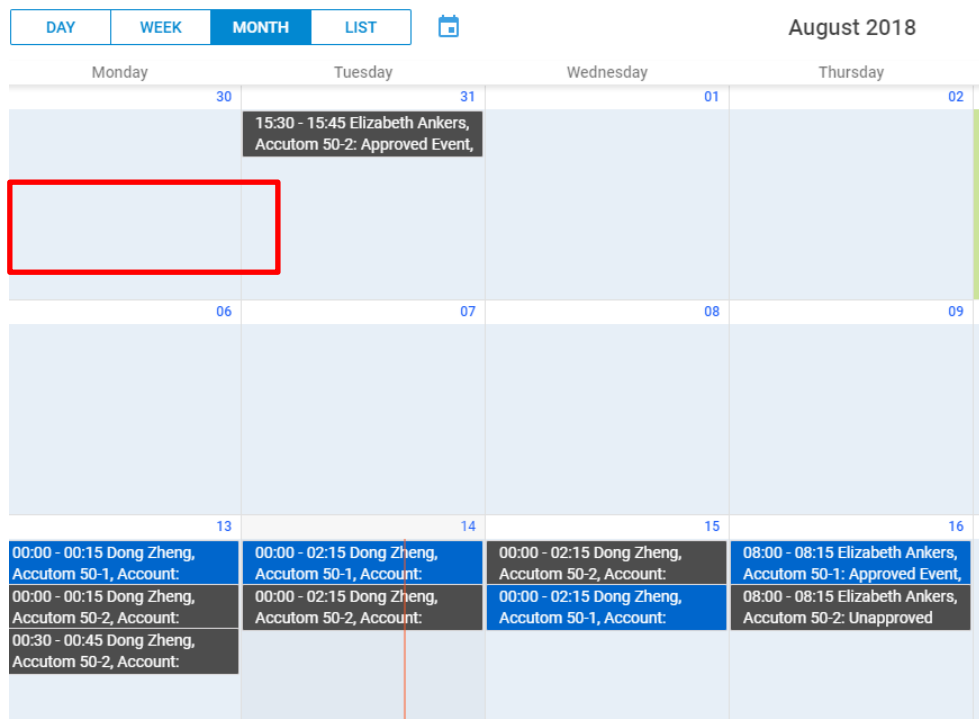 DAY WEEK MONTH LIST August 2018
Monday Tuesday Wednesday Thursday
30 31 01 02
15:30 - 15:45 Elizabeth Ankers,
Accutom 50-2: Approved Event,
06 07 08 09
13 14 15 16
00:00 - 00:15 Dong Zheng,
Accutom 50-1, Account:
00:00 - 00:15 Dong Zheng,
Accutom 50-2, Account:
00:30 - 00:45 Dong Zheng,
Accutom 50-2, Account:
00:00 - 02:15 Dong Zheng,
Accutom 50-1, Account:
00:00 - 02:15 Dong Zheng,
Accutom 50-2, Account:
00:00 - 02:15 Dong Zheng,
Accutom 50-2, Account:
00:00 - 02:15 Dong Zheng,
Accutom 50-1, Account:
08:00 - 08:15 Elizabeth Ankers,
Accutom 50-1: Approved Event,
08:00 - 08:15 Elizabeth Ankers,
Accutom 50-2: Unapproved